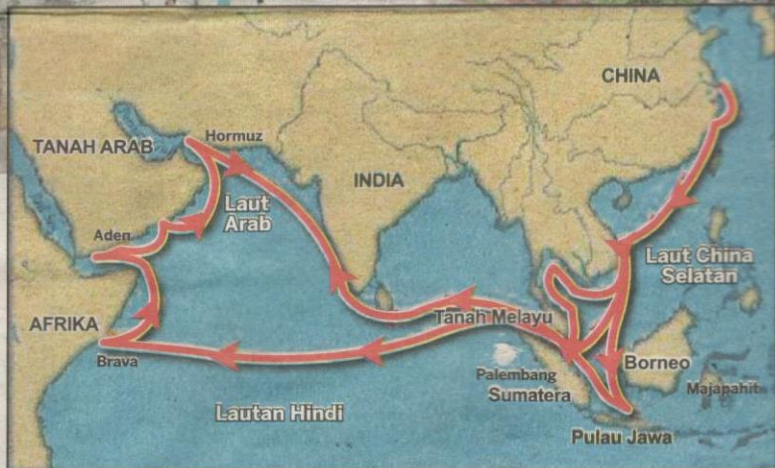 CHINA
TANAH ARAB
Hormuz
INDIA
Laut
Arab
Aden
Laut China
Selatan
AFRIKA
Tanah Melayu
Brava
Borneo
Palembang
Majapahit
Sumatera
Lautan Hindi
Pulau Jawa